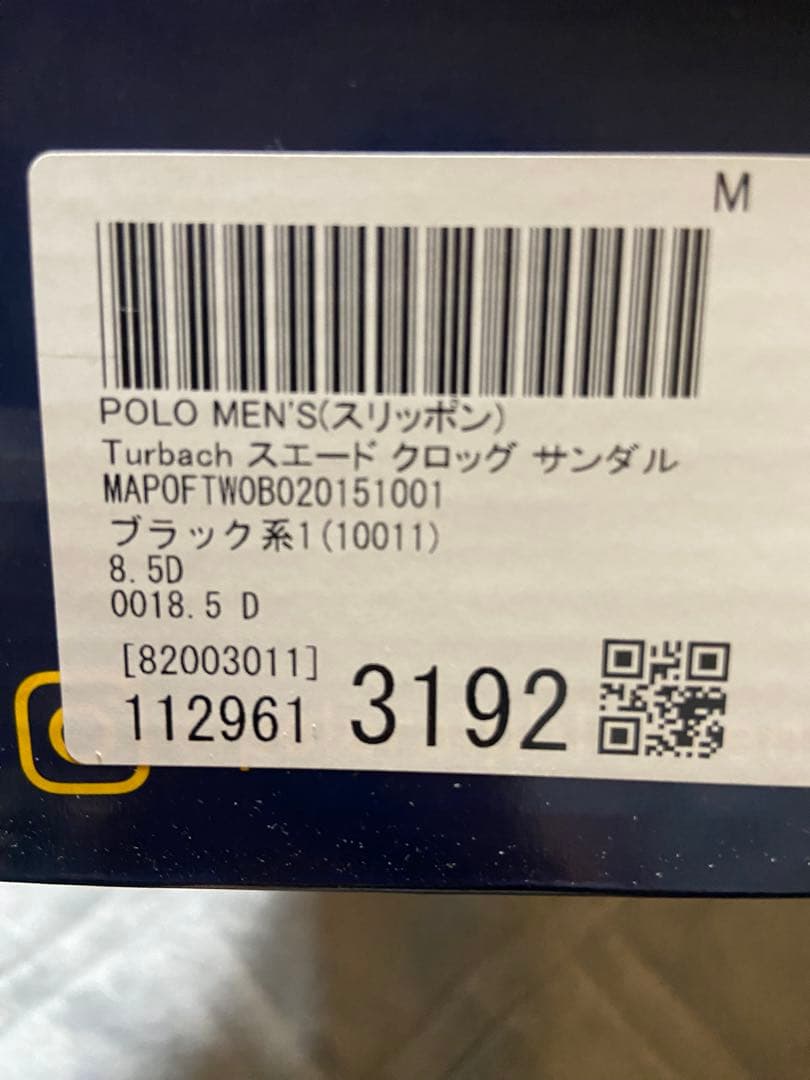 M
POLO MEN'S(スリッポン)
Turbach スエード クロッグ サンダル
MAPOFTWOBO20151001
ブラック系1(10011)
8.5D
0018.5 D
[82003011]
112961 3192